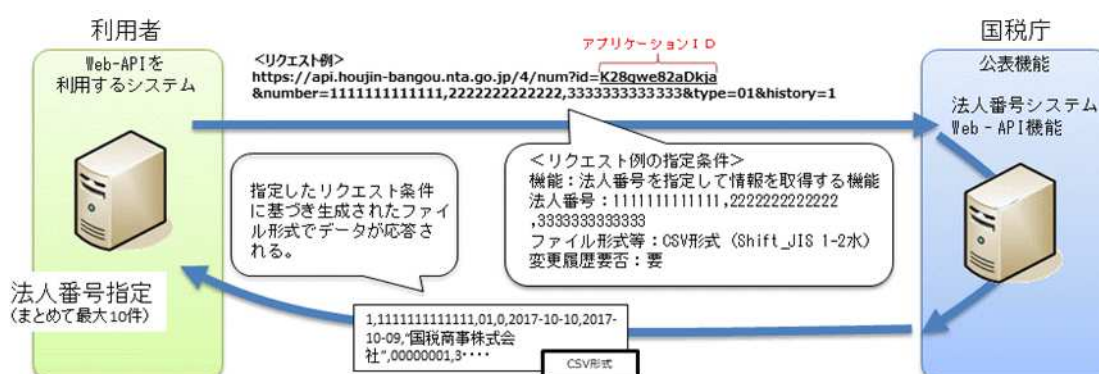 利用者
Web-APIを
利用するシステム
<リクエスト例>
アプリケーションＩＤ
https://api.houjin-bangou.nta.go.jp/4/num?id=K28gwe82aDkja
&number=1111111111111,2222222222222,3333333333333&type=01&history=1
国税庁
公表機能
法人番号システム
Web‐API機能
指定したリクエスト条件
に基づき生成されたファイ
ル形式でデータが応答さ
れる。
＜リクエスト例の指定条件＞
機能：法人番号を指定して情報を取得する機能
法人番号：1111111111111,2222222222222
,3333333333333
ファイル形式等：CSV形式（Shift_JIS 1-2水）
変更履歴要否：要
法人番号指定
(まとめて最大10件)
1,1111111111111,01,0,2017-10-10,2017-
10-09,"国税商事株式会
社",00000001,3････
CSV形式